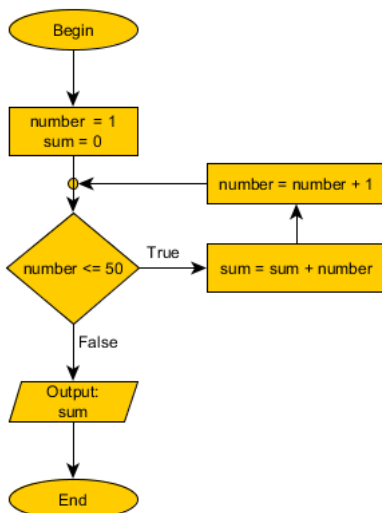 Begin
number = 1
sum = 0
number = number + 1
number <= 50
True
sum = sum + number
False
Output:
sum
End